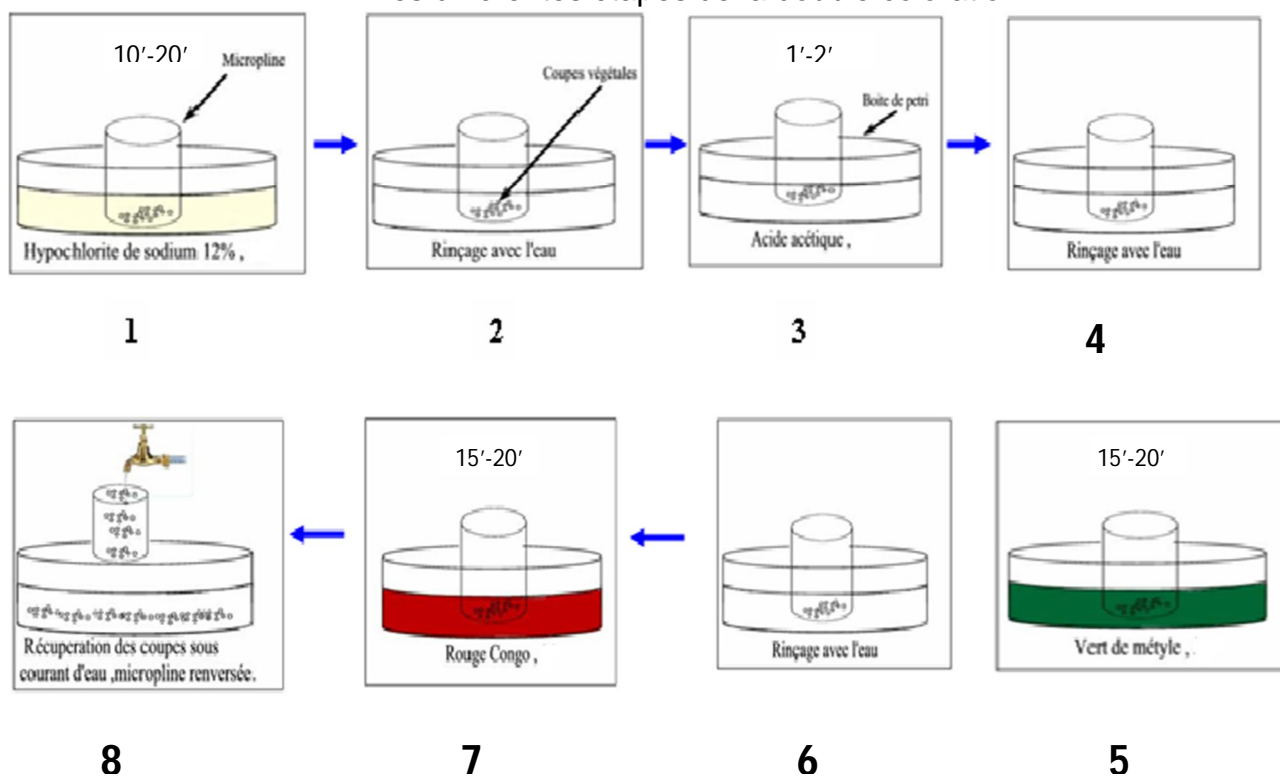 10'-20'
Micropline
Hypochlorite de sodium 12% ,
Coupes végétales
Rinçage avec l'eau
1'-2'
Boite de petri
Acide acétique ,
Rinçage avec l'eau
1
2
3
4
Récuperation des coupes sous
courant d'eau ,micropline renversée.
15'-20'
Rouge Congo ,
Rinçage avec l'eau
15'-20'
Vert de métyle ,
8
7
6
5